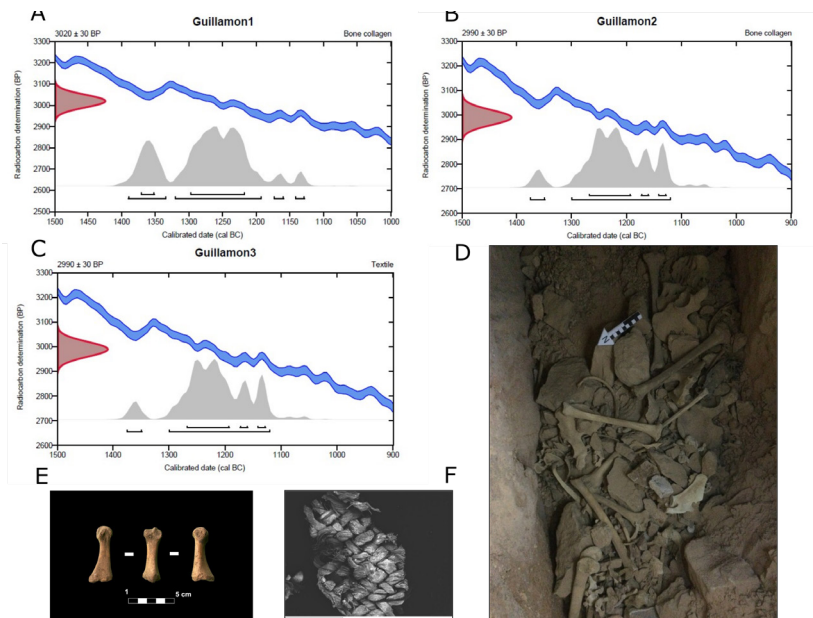 A
Guillamon1
3020 ± 30 BP
Bone collagen
Radiocarbon determination (BP)
3300
3200
3100
3000
2900
2800
2700
2600
2500
1500
1450
1400
1350
1300
1250
1200
1150
1100
1050
1000
Calibrated date (cal BC)
B
Guillamon2
2990 ± 30 BP
Bone collagen
Radiocarbon determination (BP)
3300
3200
3100
3000
2900
2800
2700
2600
1500
1400
1300
1200
1100
1000
900
Calibrated date (cal BC)
C
Guillamon3
2990 ± 30 BP
Textile
Radiocarbon determination (BP)
3300
3200
3100
3000
2900
2800
2700
2600
1500
1400
1300
1200
1100
1000
900
Calibrated date (cal BC)
D
N
E
1
5 cm
F